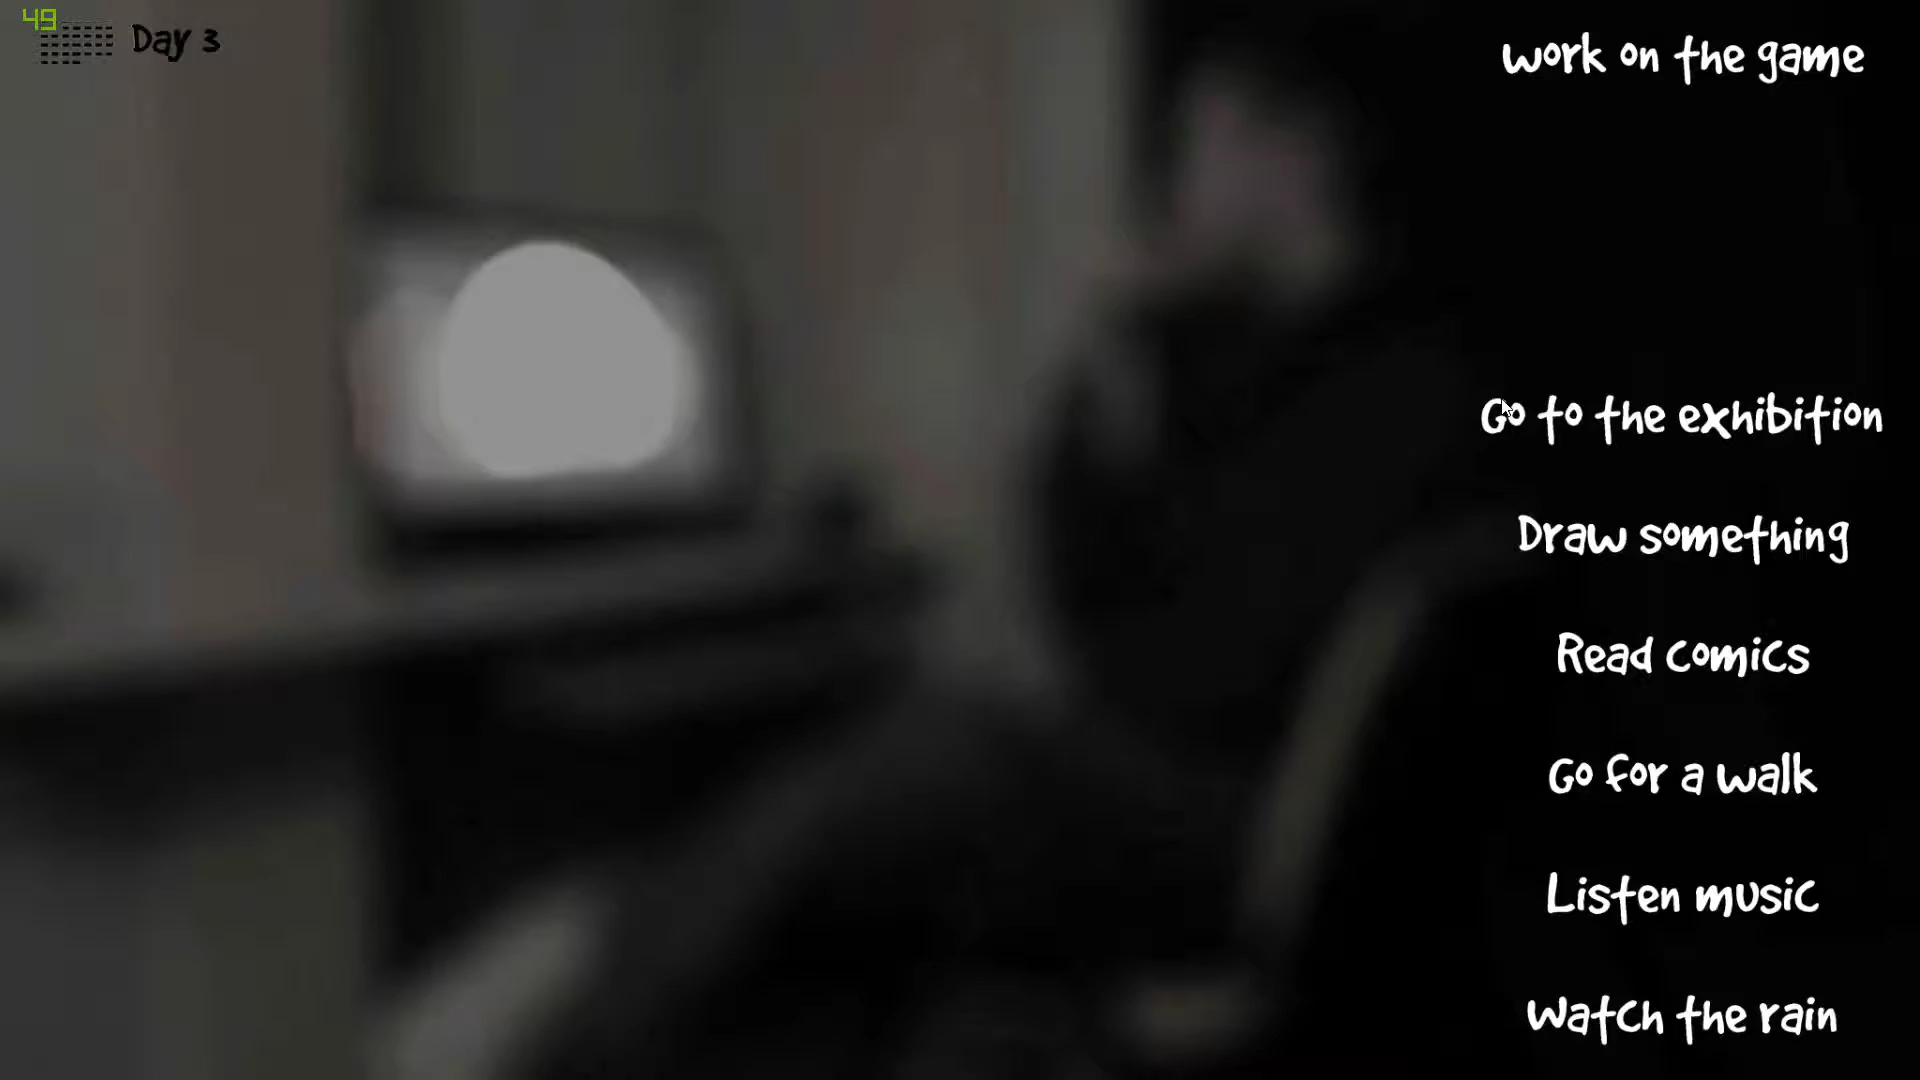 49
Day 3
work on the game
Go to the exhibition
Draw something
Read comics
Go for a walk
Listen music
Watch the rain